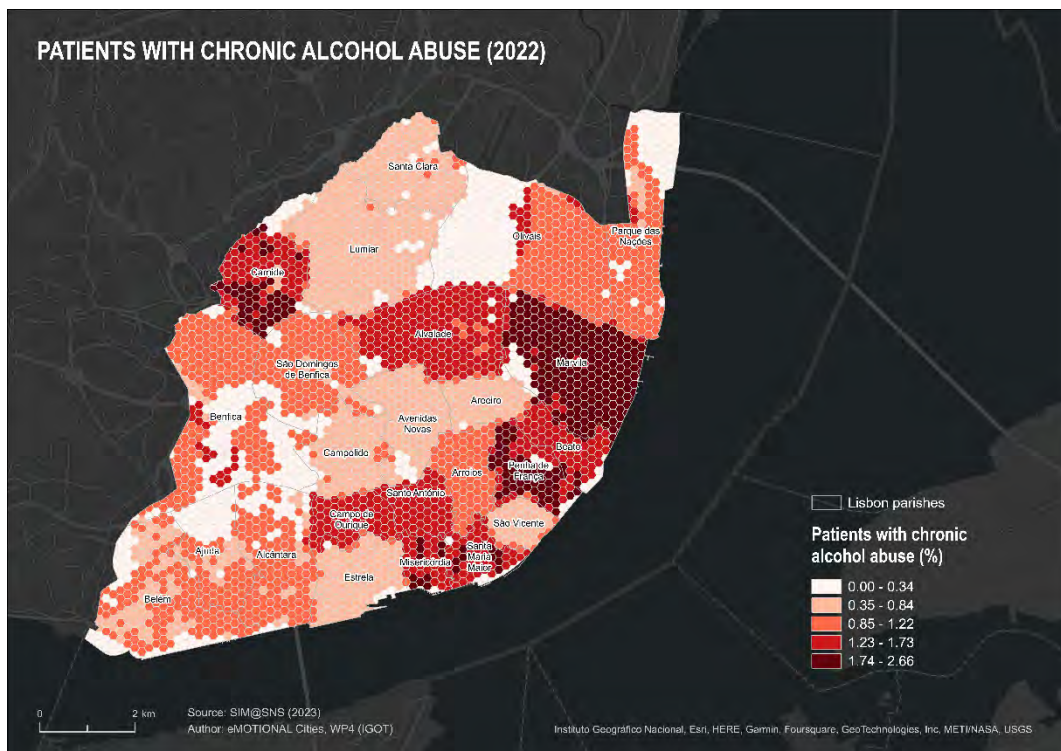 PATIENTS WITH CHRONIC ALCOHOL ABUSE (2022)
Santa Clara
Lumiar
Olivais
Parque das
Nações
Carnide
Alvalade
Marvila
São Domingos
de Benfica
Areeiro
Benfica
Avenidas
Novas
Campolide
Beato
Arroios
Penha de
França
Santo António
Campo de
Ourique
São Vicente
Ajuda
Alcântara
Misericórdia
Santa
Maria
Maior
Estrela
Belém
Lisbon parishes
Patients with chronic
alcohol abuse (%)
0.00 - 0.34
0.35 - 0.84
0.85 - 1.22
1.23 - 1.73
1.74 - 2.66
0 2 km
Source: SIM@SNS (2023)
Author: eMOTIONAL Cities, WP4 (IGOT)
Instituto Geográfico Nacional, Esri, HERE, Garmin, Foursquare, GeoTechnologies, Inc, METI/NASA, USGS